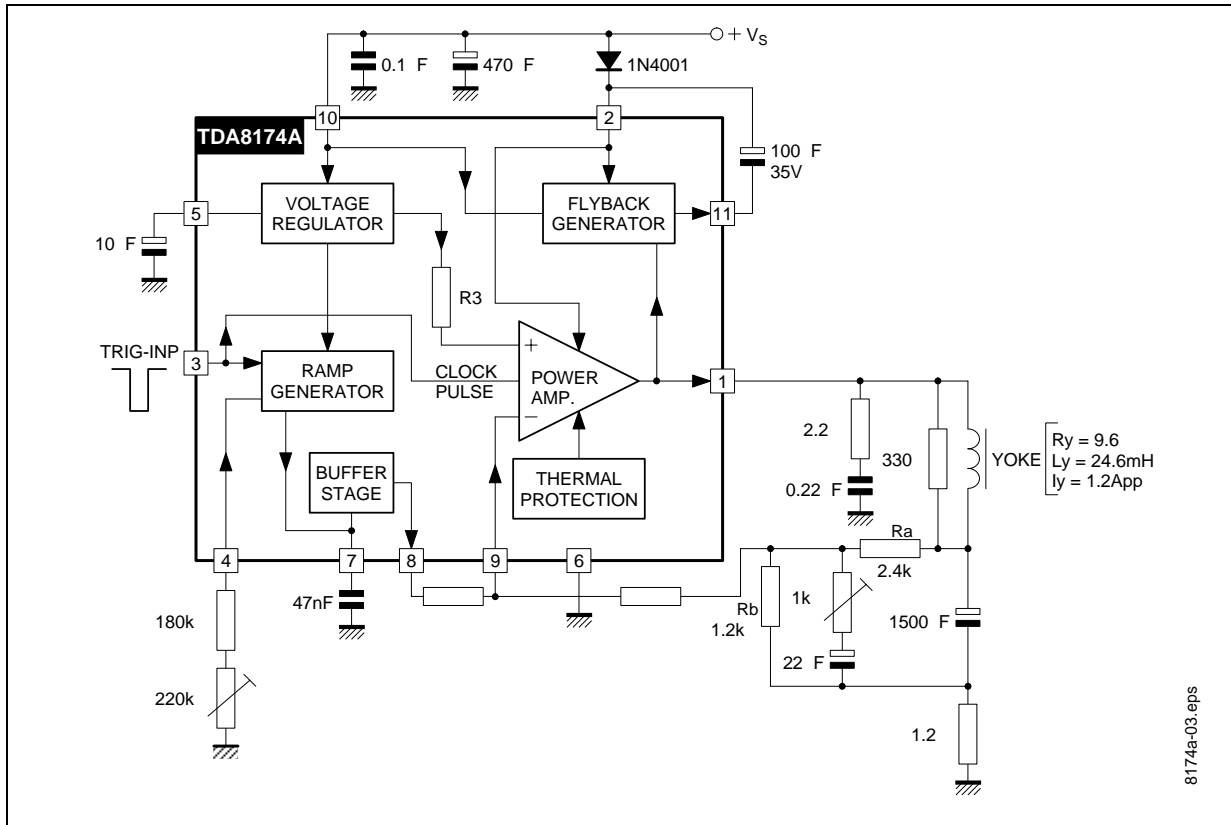 + VS
0.1 F
470 F
1N4001
10
2
TDA8174A
100 F
35V
VOLTAGE
REGULATOR
FLYBACK
GENERATOR
5
11
10 F
R3
TRIG-INP
3
RAMP
GENERATOR
CLOCK
PULSE
+
POWER
AMP.
−
1
2.2
330
YOKE
Ry = 9.6
Ly = 24.6mH
Iy = 1.2App
BUFFER
STAGE
THERMAL
PROTECTION
0.22 F
Ra
2.4k
4
7
8
9
6
47nF
Rb
1.2k
1k
1500 F
180k
22 F
220k
1.2
8174a-03.eps